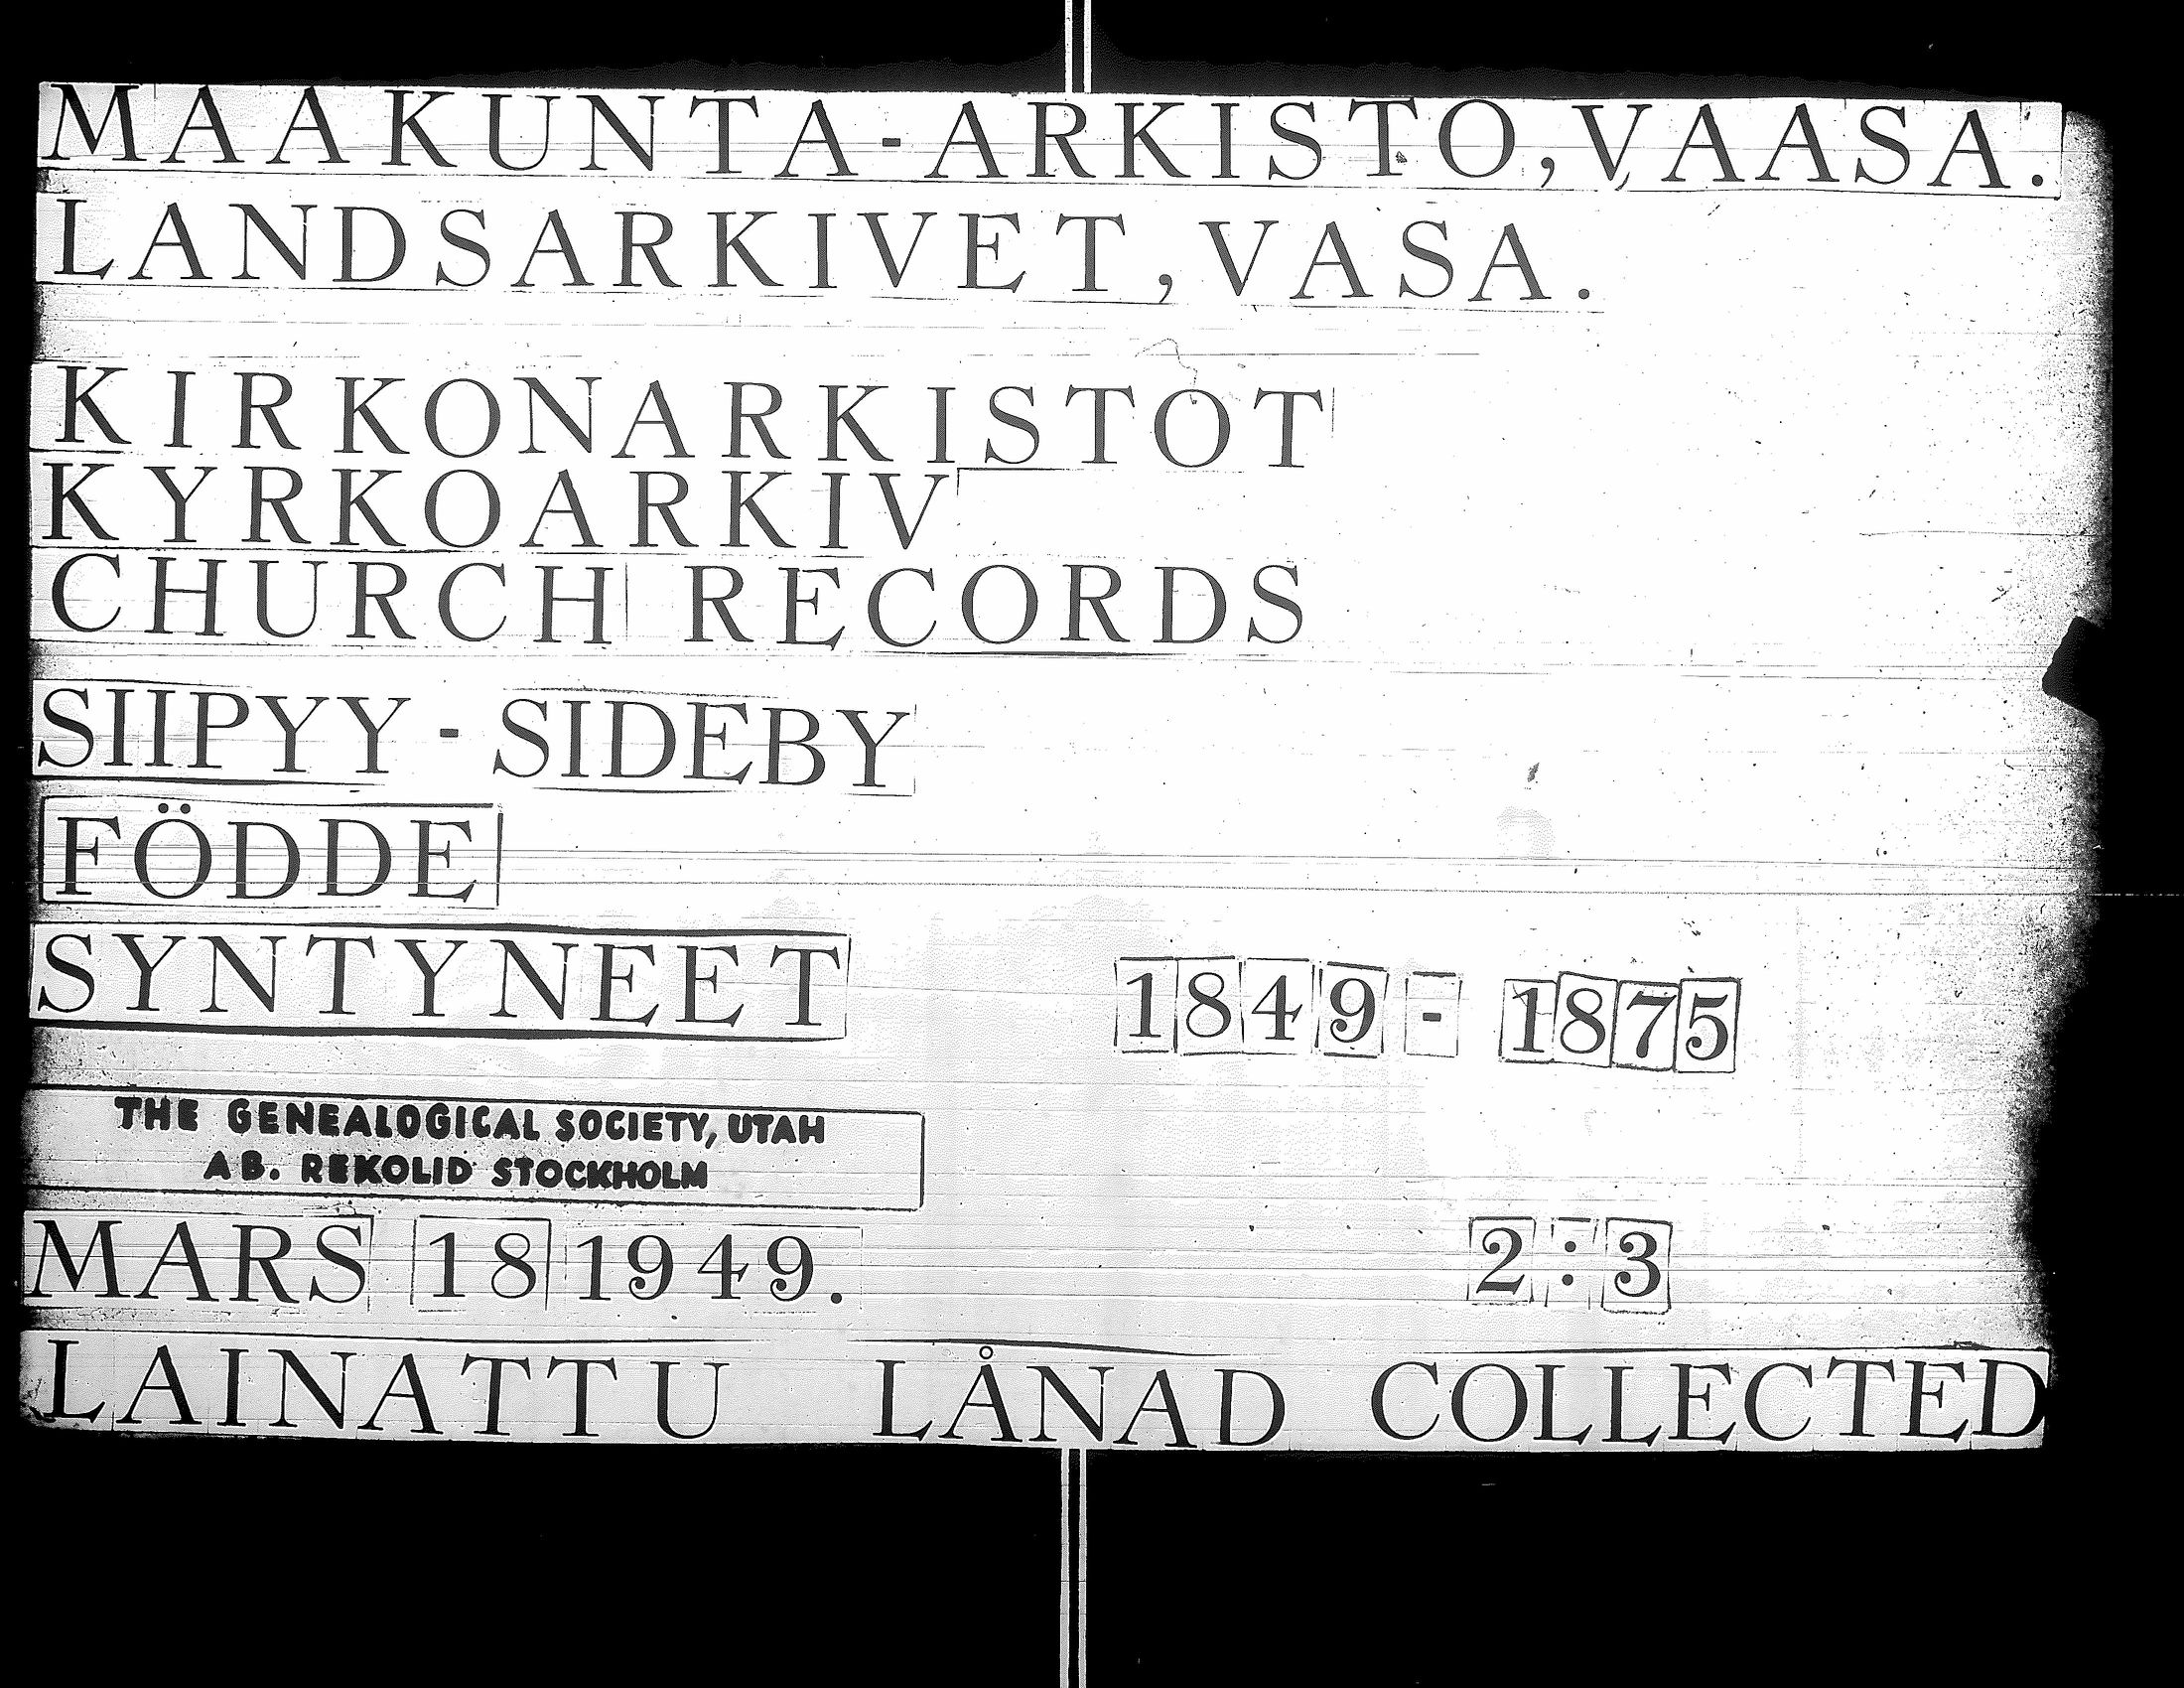 MAAKUNTA-ARKISTO, VAASA.
LANDSARKIVET, VASA.
KIRKONARKISTOT
KYRKOARKIV
CHURCH RECORDS
SIIPYY - SIDEBY
FÖDDE
SYNTYNEET 1849 - 1875
THE GENEALOGICAL SOCIETY, UTAH
AB. REKOLID STOCKHOLM
MARS 18 1949. 2:3
LAINATTU LÅNAD COLLECTED